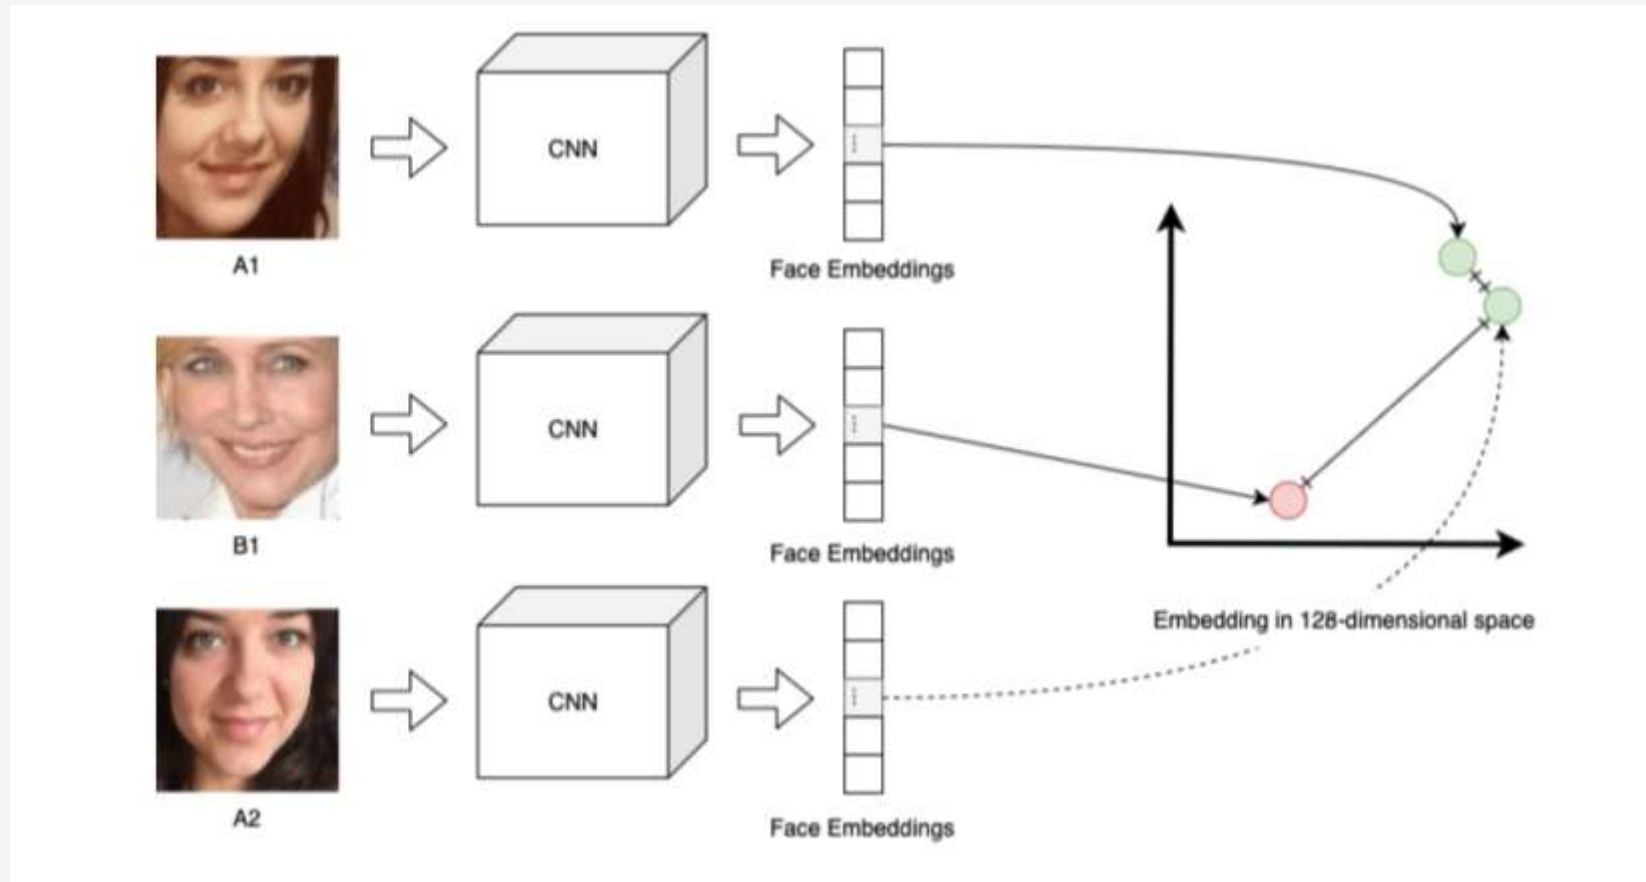 CNN
A1
Face Embeddings
CNN
B1
Face Embeddings
Embedding in 128-dimensional space
CNN
A2
Face Embeddings